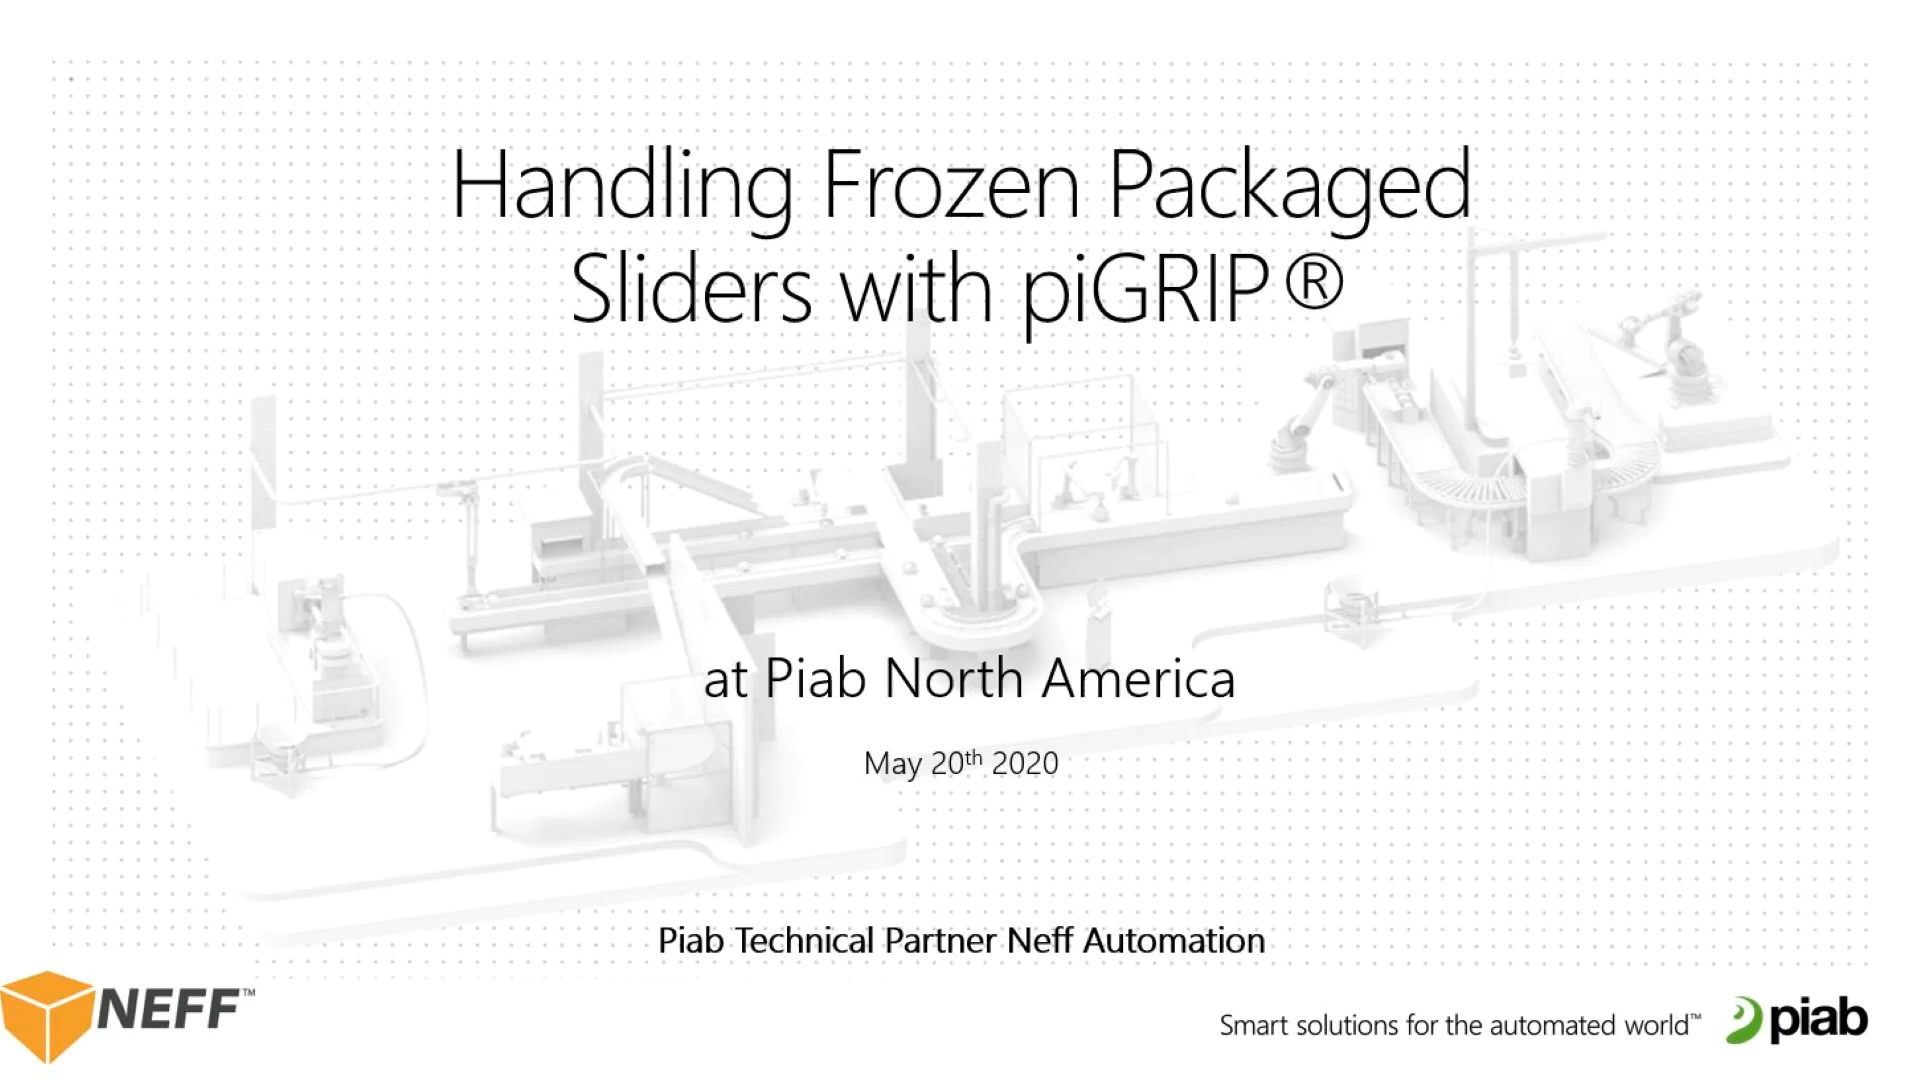 Handling Frozen Packaged
Sliders with piGRIP®
at Piab North America
May 20th 2020
Piab Technical Partner Neff Automation
NEFF™
Smart solutions for the automated world™
piab